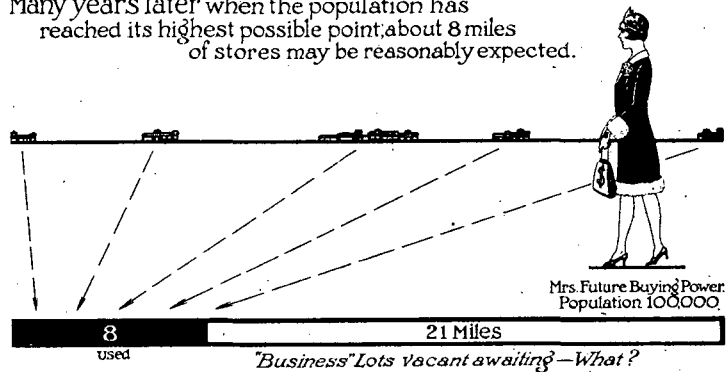 Many years later when the population has
reached its highest possible point, about 8 miles
of stores may be reasonably expected.
Mrs. Future Buying Power.
Population 100,000
8
21 Miles
used
"Business" Lots vacant awaiting—What?